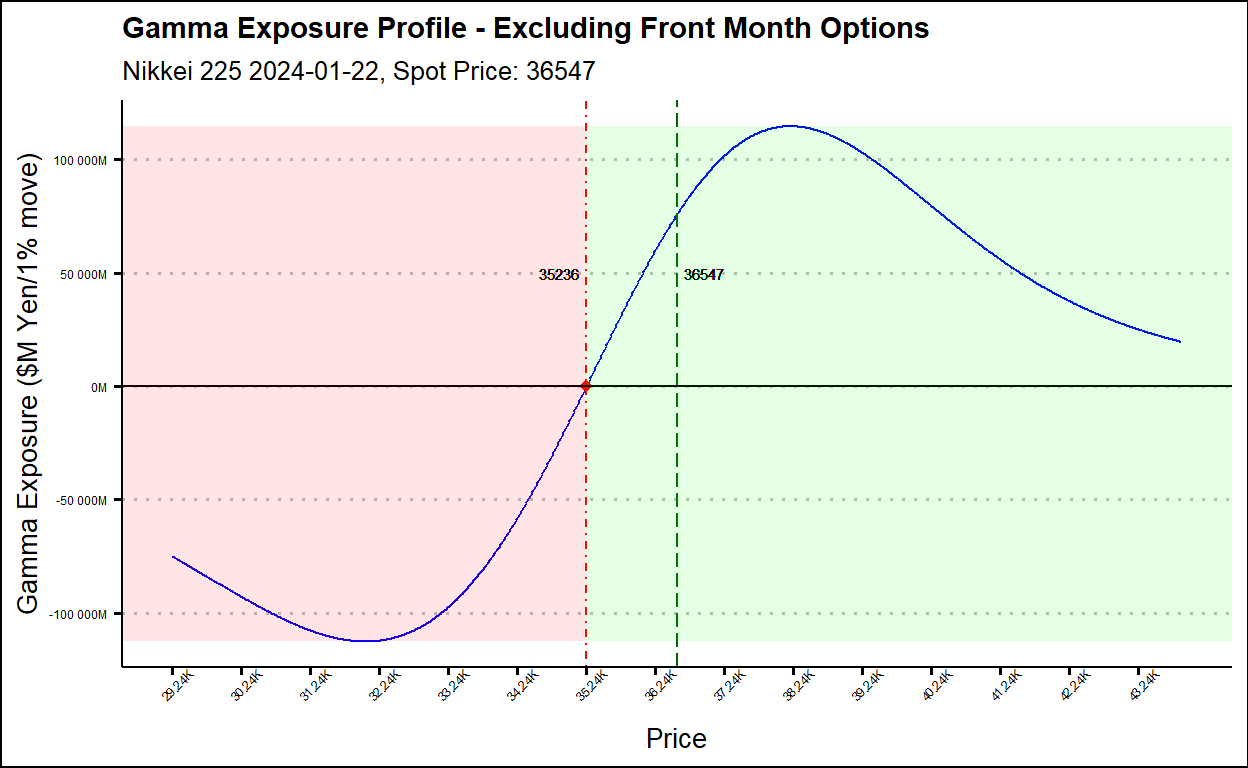 Gamma Exposure Profile - Excluding Front Month Options
Nikkei 225 2024-01-22, Spot Price: 36547
Gamma Exposure ($M Yen/1% move)
100 000M
50 000M
0M
-50 000M
-100 000M
35236
36547
29.24K
30.24K
31.24K
32.24K
33.24K
34.24K
35.24K
36.24K
37.24K
38.24K
39.24K
40.24K
41.24K
42.24K
43.24K
Price